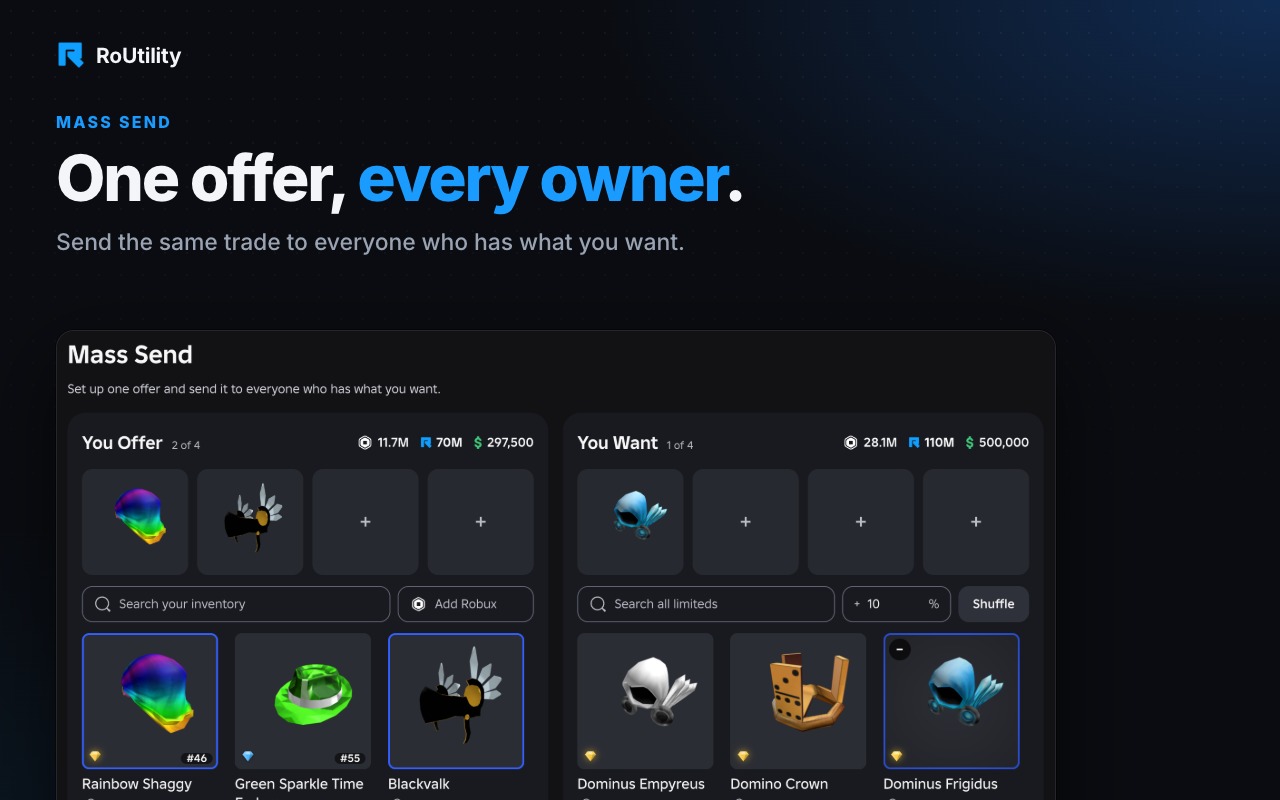 RoUtility
MASS SEND
One offer, every owner.
Send the same trade to everyone who has what you want.
Mass Send
Set up one offer and send it to everyone who has what you want.
You Offer 2 of 4 11.7M 70M $ 297,500
You Want 1 of 4 28.1M 110M $ 500,000
+ +
+ + +
Search your inventory
Add Robux
Search all limiteds
+ 10 %
Shuffle
#46
#55
Rainbow Shaggy
Green Sparkle Time
Blackvalk
Dominus Empyreus
Domino Crown
Dominus Frigidus